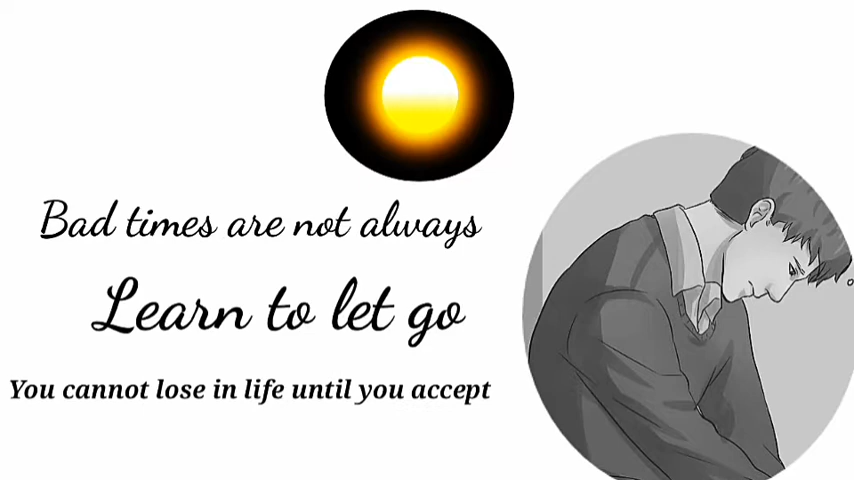 Bad times are not always
Learn to let go
You cannot lose in life until you accept